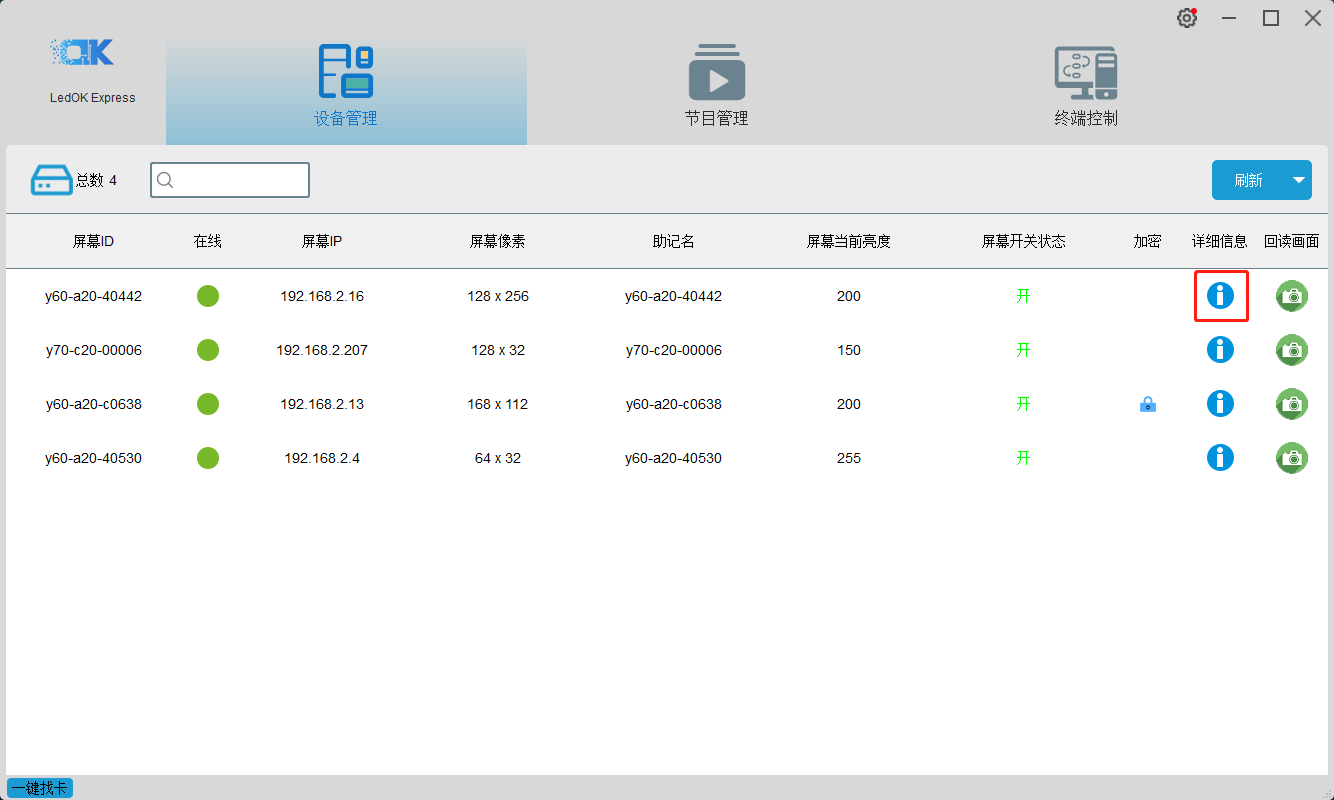 LedOK Express
设备管理
节目管理
终端控制
总数 4
刷新
屏幕ID 在线 屏幕IP 屏幕像素 助记名 屏幕当前亮度 屏幕开关状态 加密 详细信息 回读画面
y60-a20-40442 192.168.2.16 128 x 256 y60-a20-40442 200 开
y70-c20-00006 192.168.2.207 128 x 32 y70-c20-00006 150 开
y60-a20-c0638 192.168.2.13 168 x 112 y60-a20-c0638 200 开
y60-a20-40530 192.168.2.4 64 x 32 y60-a20-40530 255 开
一键找卡